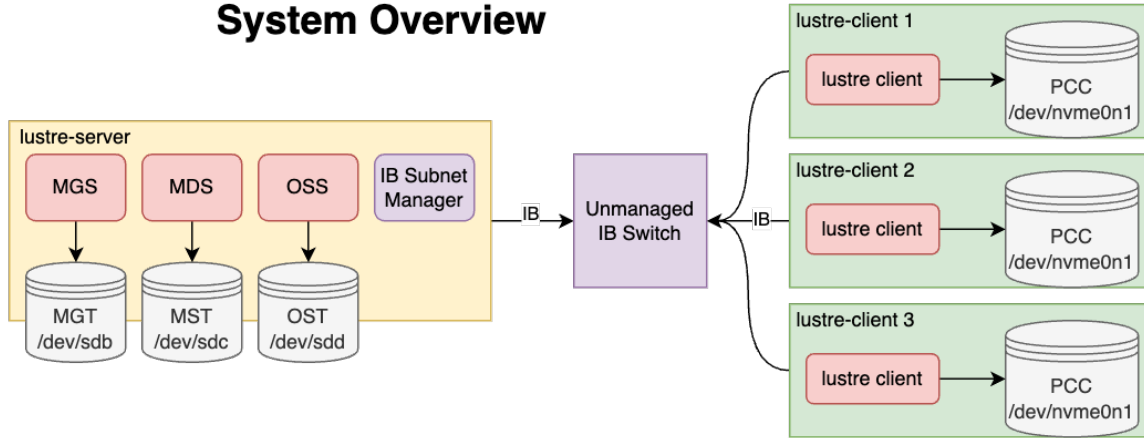 System Overview
lustre-server
MGS
MDS
OSS
IB Subnet
Manager
MGT
/dev/sdb
MST
/dev/sdc
OST
/dev/sdd
IB
Unmanaged
IB Switch
IB
lustre-client 1
lustre client
PCC
/dev/nvme0n1
lustre-client 2
lustre client
PCC
/dev/nvme0n1
lustre-client 3
lustre client
PCC
/dev/nvme0n1